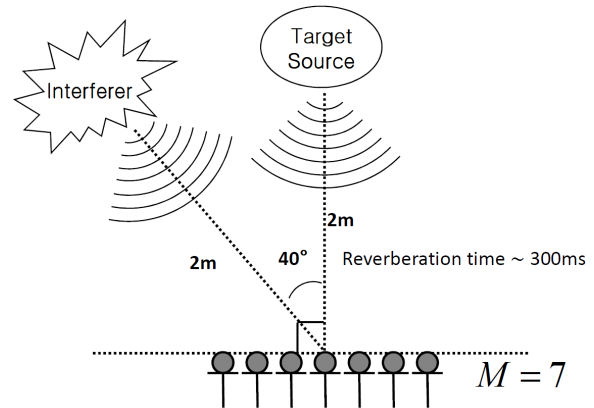 Target
Source
Interferer
2m
2m
40°
Reverberation time ~ 300ms
M = 7